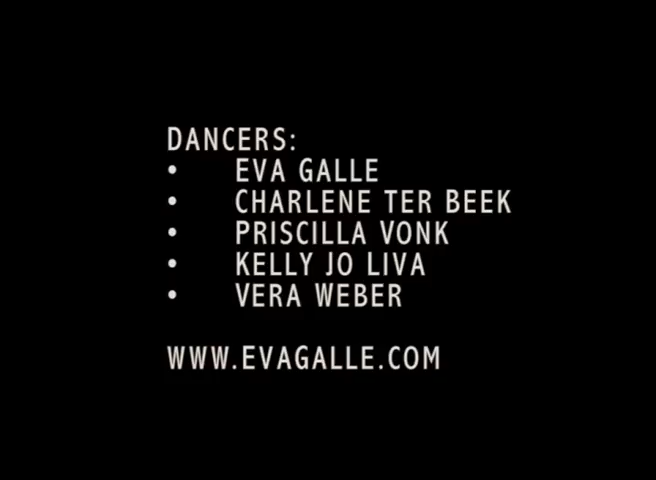 DANCERS:
• EVA GALLE
• CHARLENE TER BEEK
• PRISCILLA VONK
• KELLY JO LIVA
• VERA WEBER
WWW.EVAGALLE.COM